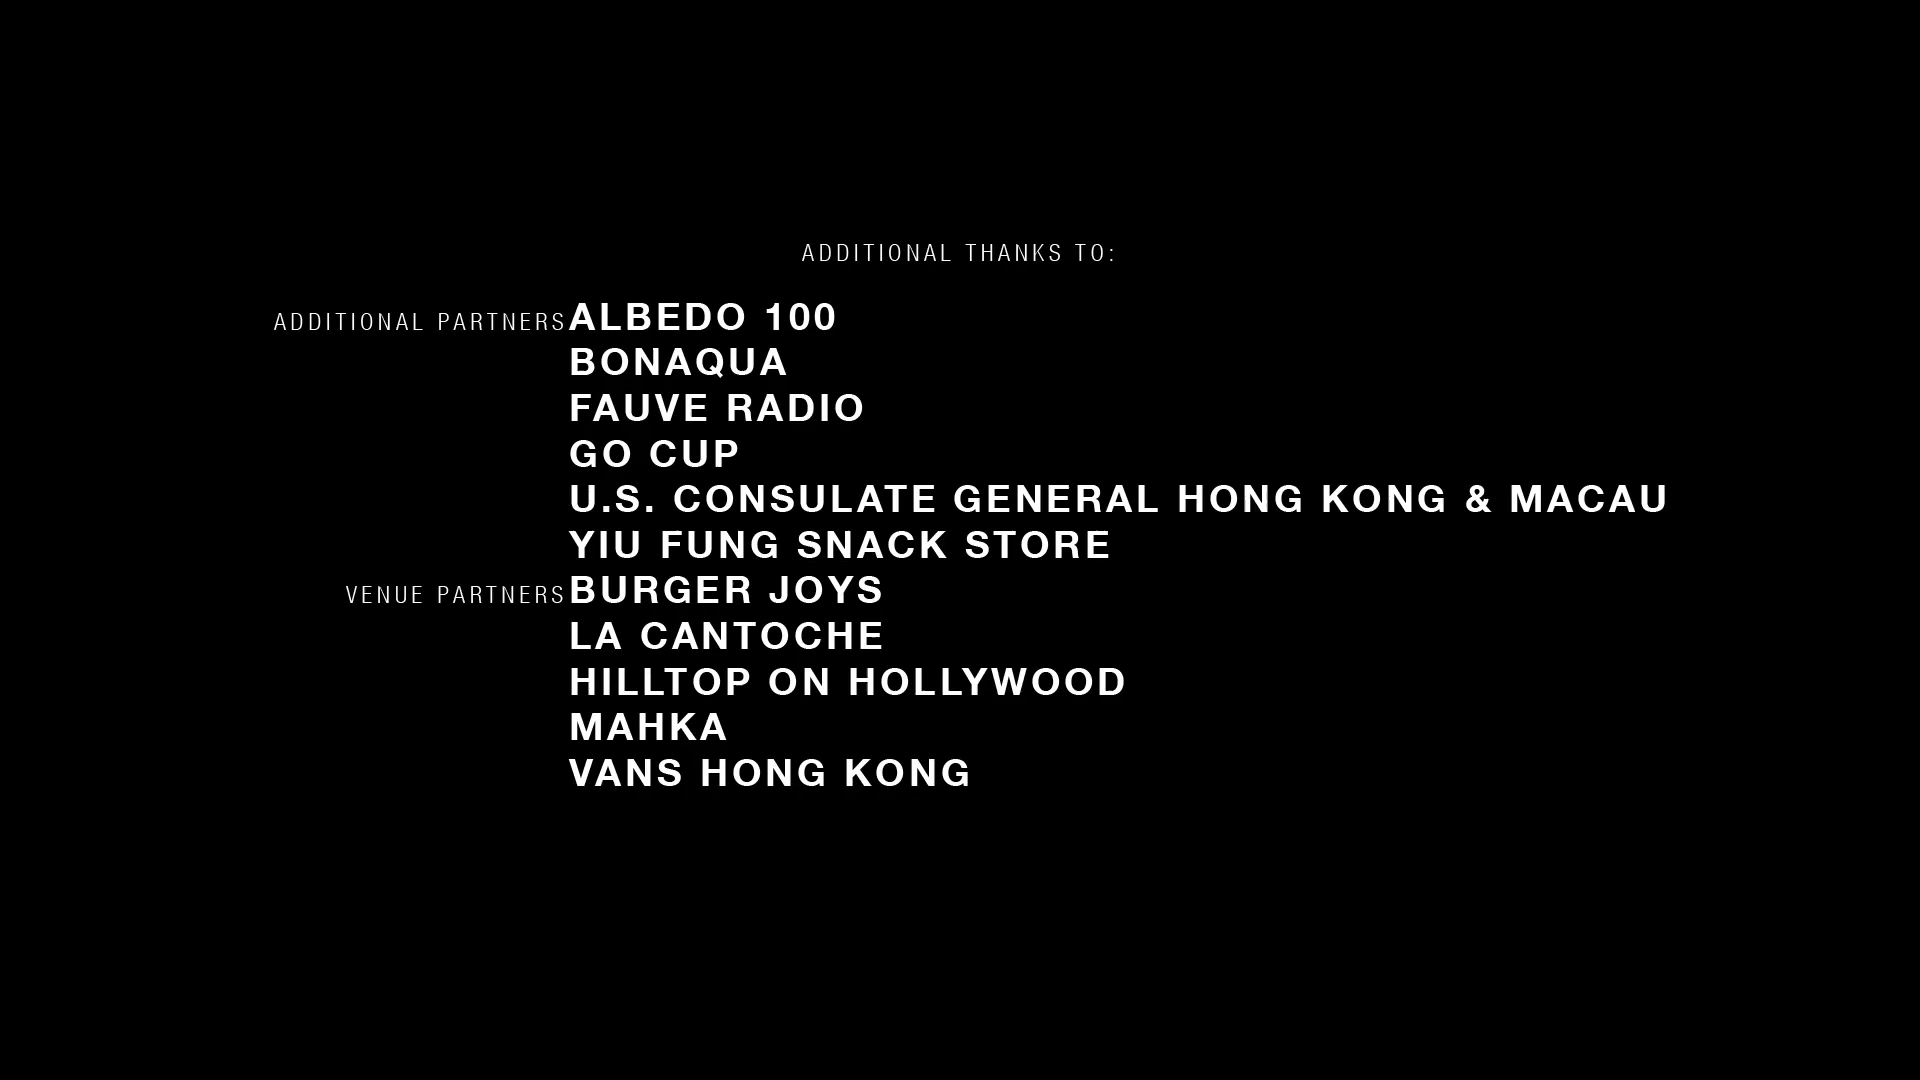 ADDITIONAL THANKS TO:
ADDITIONAL PARTNERS ALBEDO 100
BONAQUA
FAUVE RADIO
GO CUP
U.S. CONSULATE GENERAL HONG KONG & MACAU
YIU FUNG SNACK STORE
VENUE PARTNERS BURGER JOYS
LA CANTOCHE
HILLTOP ON HOLLYWOOD
MAHKA
VANS HONG KONG